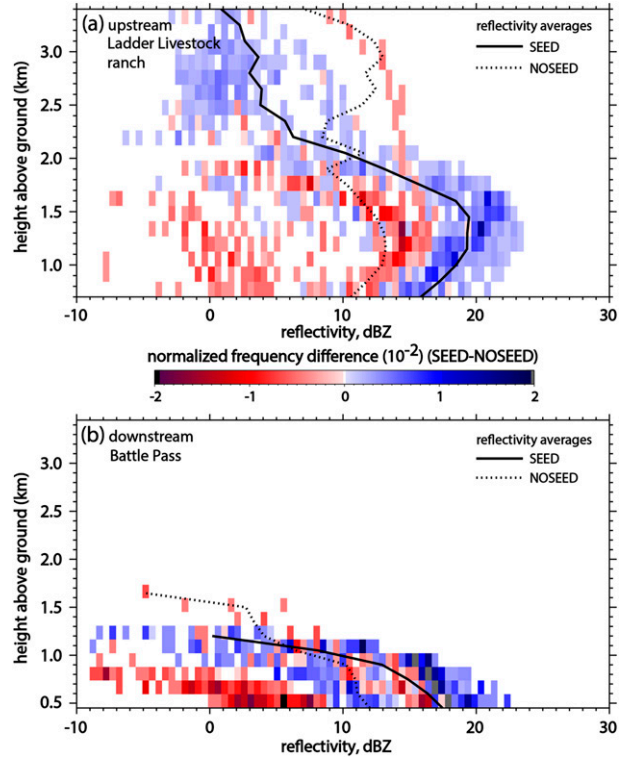 (a) upstream
Ladder Livestock
ranch
reflectivity averages
SEED
NOSEED
height above ground (km)
3.0
2.5
2.0
1.5
1.0
-10 0 10 20 30
reflectivity, dBZ
normalized frequency difference (10⁻²) (SEED-NOSEED)
-2 -1 0 1 2
(b) downstream
Battle Pass
reflectivity averages
SEED
NOSEED
height above ground (km)
3.0
2.5
2.0
1.5
1.0
0.5
-10 0 10 20 30
reflectivity, dBZ